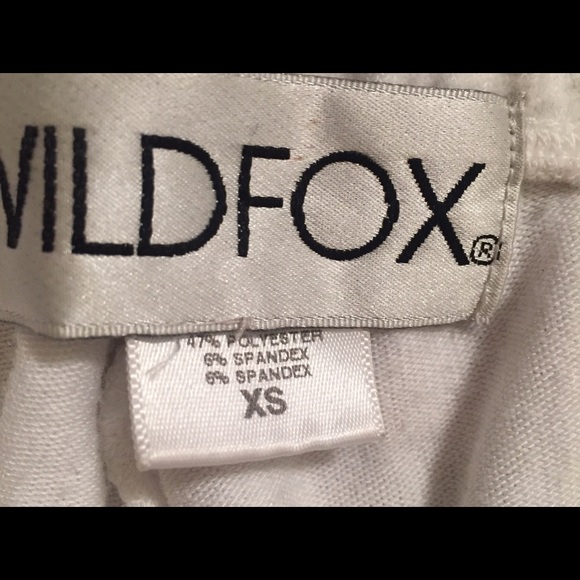 WILDFOX®
47% POLYESTER
6% SPANDEX
6% SPANDEX
XS